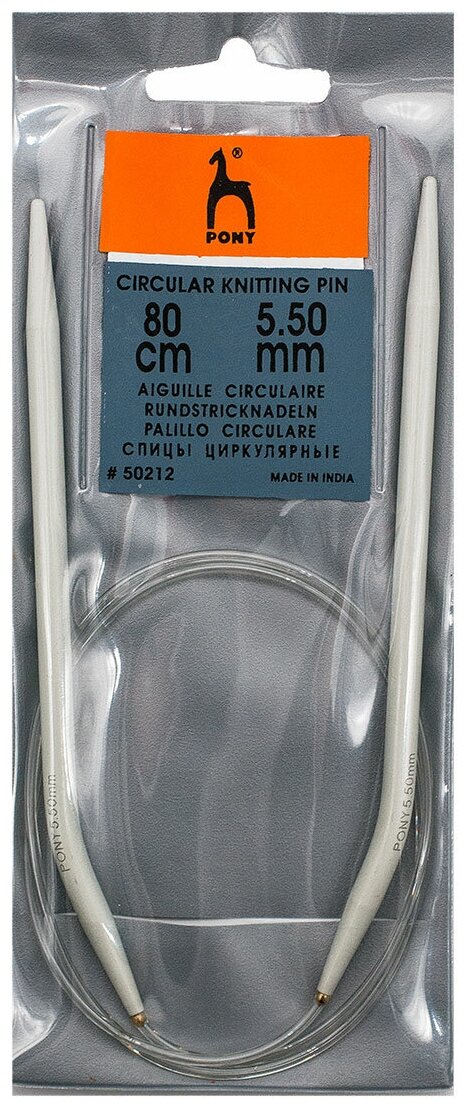 ®
PONY
CIRCULAR KNITTING PIN
80 5.50
cm mm
AIGUILLE CIRCULAIRE
RUNDSTRICKNADELN
PALILLO CIRCULARE
СПИЦЫ ЦИРКУЛЯРНЫЕ
# 50212 MADE IN INDIA
PONY 5.50mm
PONY 5.50mm